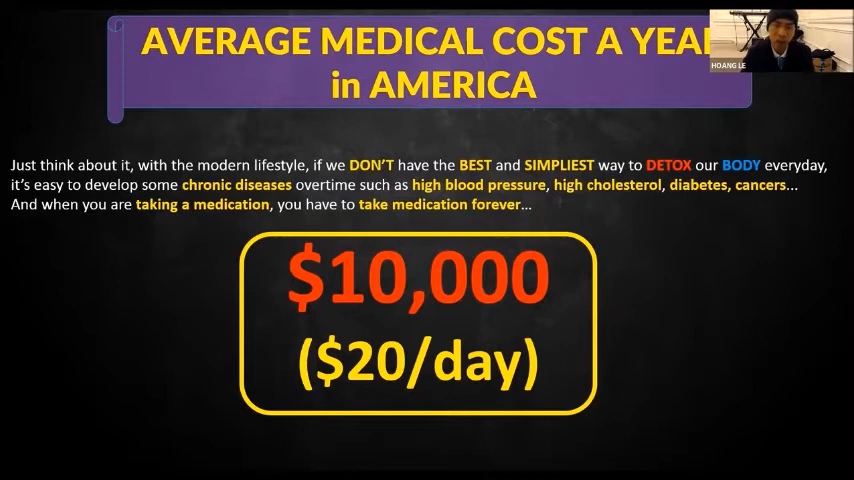 AVERAGE MEDICAL COST A YEA
in AMERICA
HOANG LE
Just think about it, with the modern lifestyle, if we DON'T have the BEST and SIMPLIEST way to DETOX our BODY everyday,
it's easy to develop some chronic diseases overtime such as high blood pressure, high cholesterol, diabetes, cancers...
And when you are taking a medication, you have to take medication forever...
$10,000
($20/day)